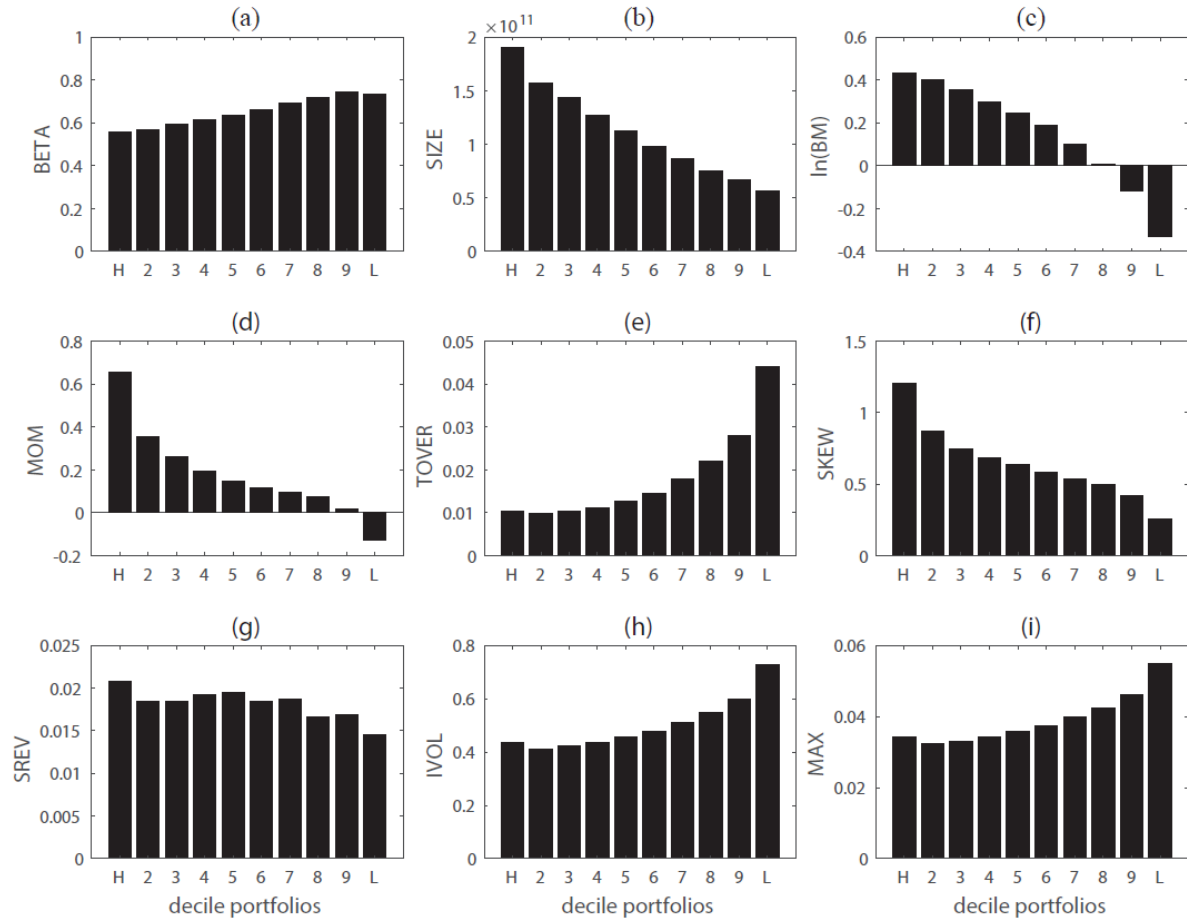 (a)
BETA
1
0.8
0.6
0.4
0.2
0
H 2 3 4 5 6 7 8 9 L
(b)
×10^11
SIZE
2
1.5
1
0.5
0
H 2 3 4 5 6 7 8 9 L
(c)
ln(BM)
0.6
0.4
0.2
0
-0.2
-0.4
H 2 3 4 5 6 7 8 9 L
(d)
MOM
0.8
0.6
0.4
0.2
0
-0.2
H 2 3 4 5 6 7 8 9 L
(e)
TOVER
0.05
0.04
0.03
0.02
0.01
0
H 2 3 4 5 6 7 8 9 L
(f)
SKEW
1.5
1
0.5
0
H 2 3 4 5 6 7 8 9 L
(g)
SREV
0.025
0.02
0.015
0.01
0.005
0
H 2 3 4 5 6 7 8 9 L
decile portfolios
(h)
IVOL
0.8
0.6
0.4
0.2
0
H 2 3 4 5 6 7 8 9 L
decile portfolios
(i)
MAX
0.06
0.04
0.02
0
H 2 3 4 5 6 7 8 9 L
decile portfolios